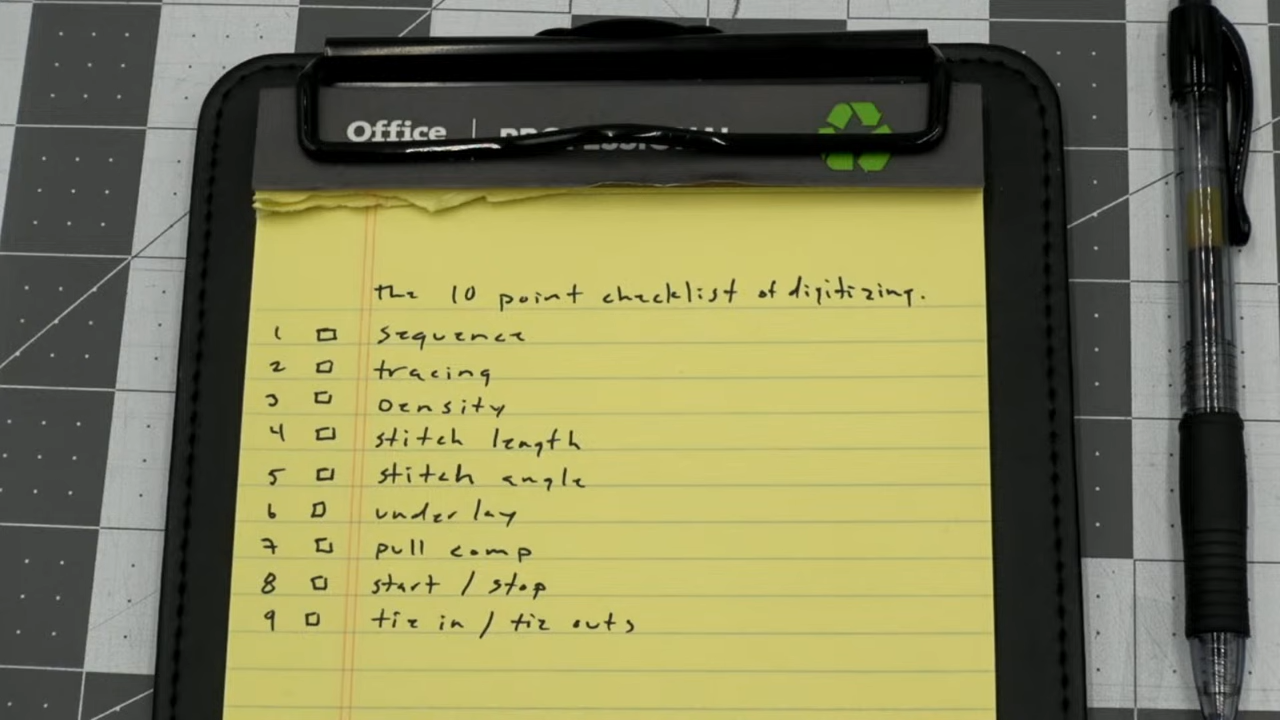 Office
the 10 point checklist of digitizing.
1 sequence
2 tracing
3 Density
4 stitch length
5 stitch angle
6 underlay
7 pull comp
8 start / stop
9 tie in / tie outs